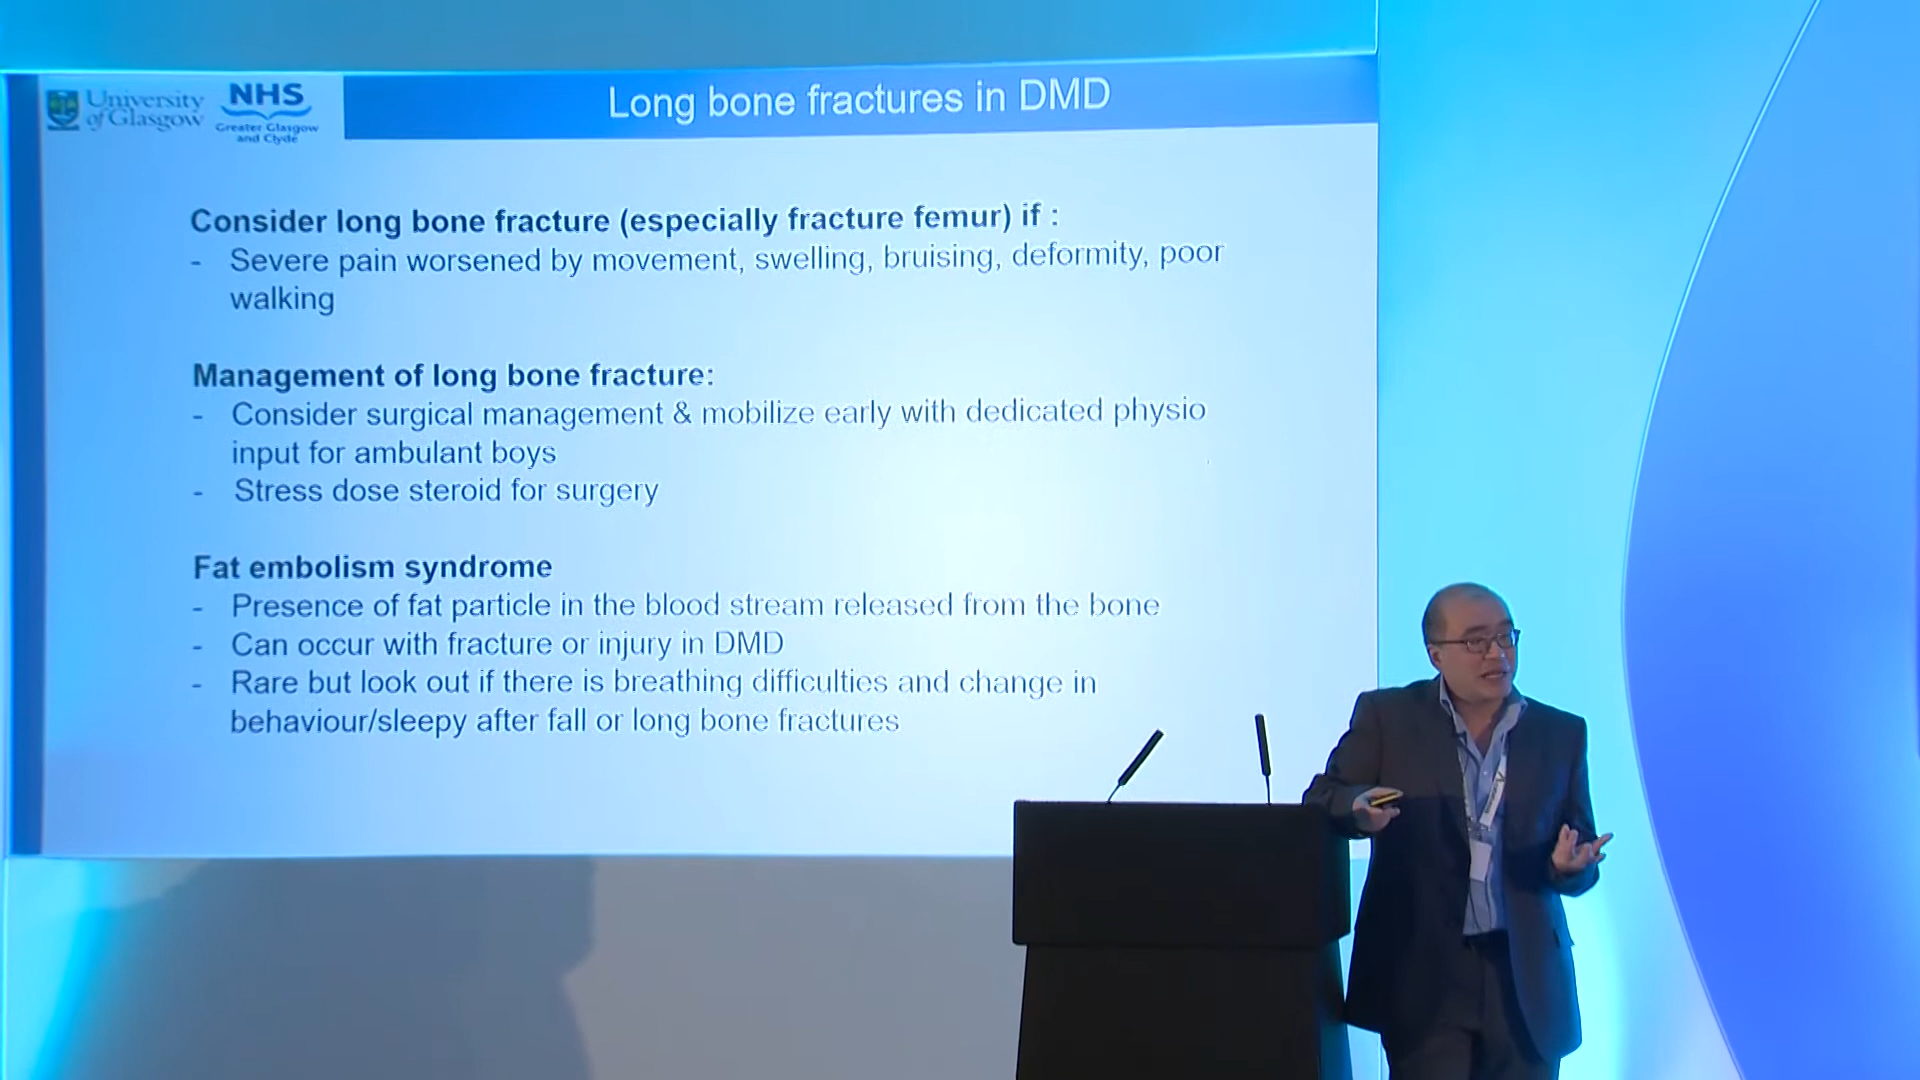 University
of Glasgow
NHS
Greater Glasgow
and Clyde
Long bone fractures in DMD
Consider long bone fracture (especially fracture femur) if :
- Severe pain worsened by movement, swelling, bruising, deformity, poor
walking
Management of long bone fracture:
- Consider surgical management & mobilize early with dedicated physio
input for ambulant boys
- Stress dose steroid for surgery
Fat embolism syndrome
- Presence of fat particle in the blood stream released from the bone
- Can occur with fracture or injury in DMD
- Rare but look out if there is breathing difficulties and change in
behaviour/sleepy after fall or long bone fractures